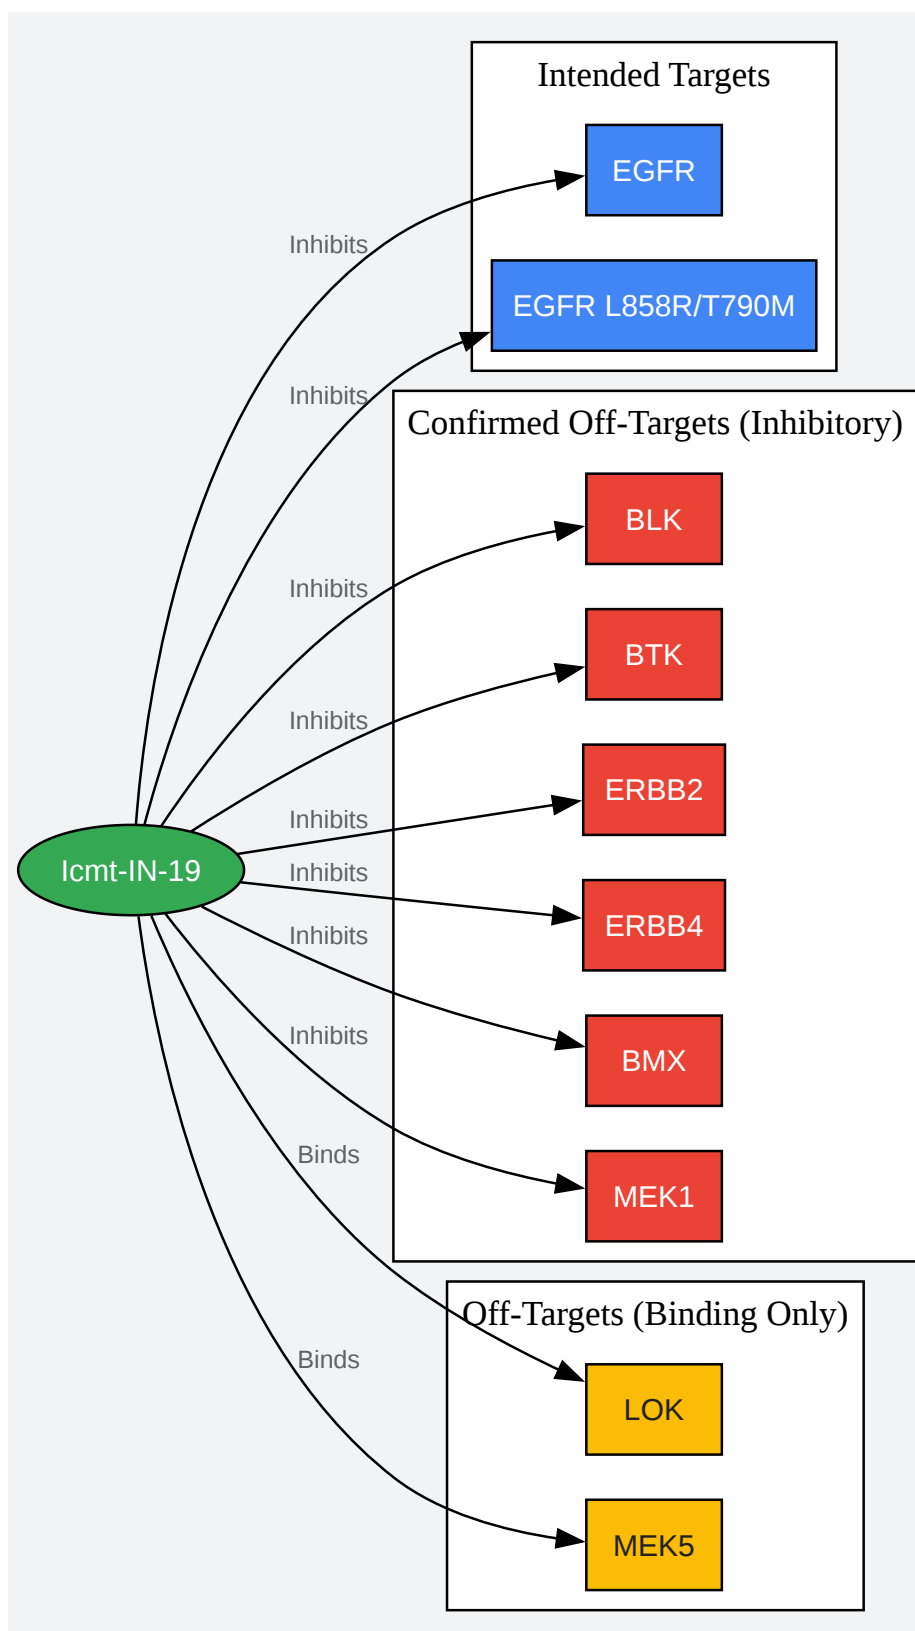 Intended Targets
EGFR
Inhibits
EGFR L858R/T790M
Inhibits
Confirmed Off-Targets (Inhibitory)
BLK
Inhibits
BTK
Inhibits
ERBB2
Inhibits
Icmt-IN-19
Inhibits
ERBB4
Inhibits
BMX
Inhibits
MEK1
Binds
Off-Targets (Binding Only)
Binds
LOK
MEK5